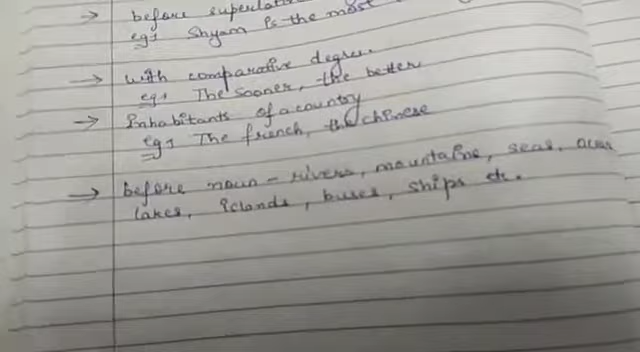 → before superlat
eg: Shyam is the most
→ with comparative degree.
eg: The sooner, the better
→ Inhabitants of a country
eg: The french, the chinese
→ before noun - rivers, mountains, seas, ocean
lakes, islands, buses, ships etc.